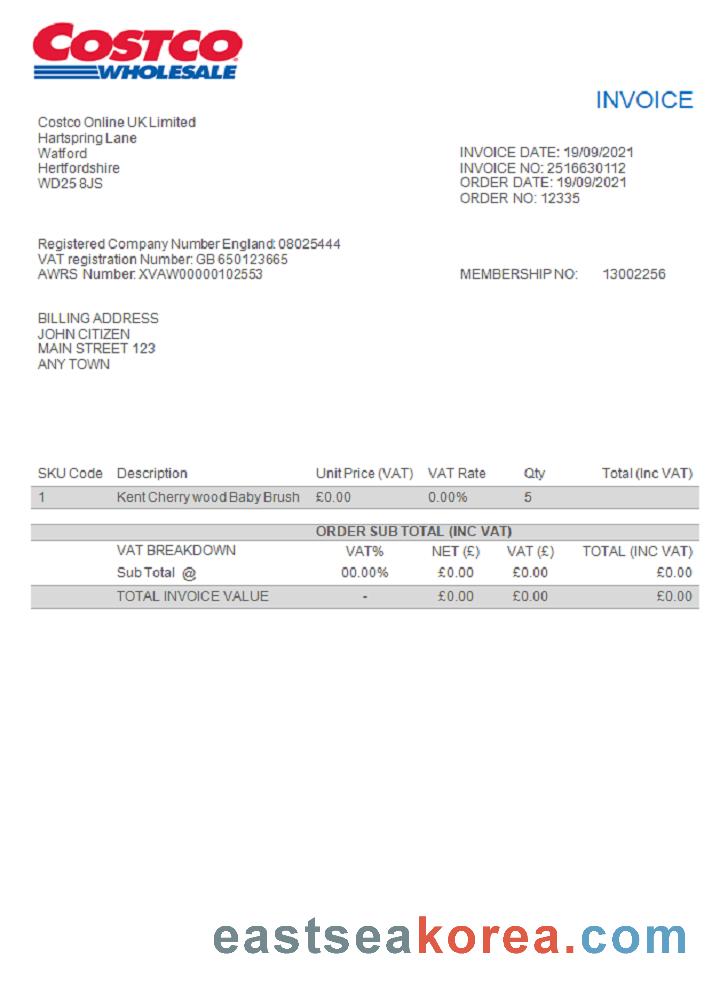 COSTCO
WHOLESALE
INVOICE
Costco Online UK Limited
Hartspring Lane
Watford
Hertfordshire
WD25 8JS
INVOICE DATE: 19/09/2021
INVOICE NO: 2516630112
ORDER DATE: 19/09/2021
ORDER NO: 12335
Registered Company Number England: 08025444
VAT registration Number: GB 650123665
AWRS Number: XVAW00000102553
MEMBERSHIP NO: 13002256
BILLING ADDRESS
JOHN CITIZEN
MAIN STREET 123
ANY TOWN
SKU Code Description Unit Price (VAT) VAT Rate Qty Total (Inc VAT)
1 Kent Cherry wood Baby Brush £0.00 0.00% 5
ORDER SUB TOTAL (INC VAT)
VAT BREAKDOWN VAT% NET (£) VAT (£) TOTAL (INC VAT)
Sub Total @ 00.00% £0.00 £0.00 £0.00
TOTAL INVOICE VALUE - £0.00 £0.00 £0.00
eastseakorea.com